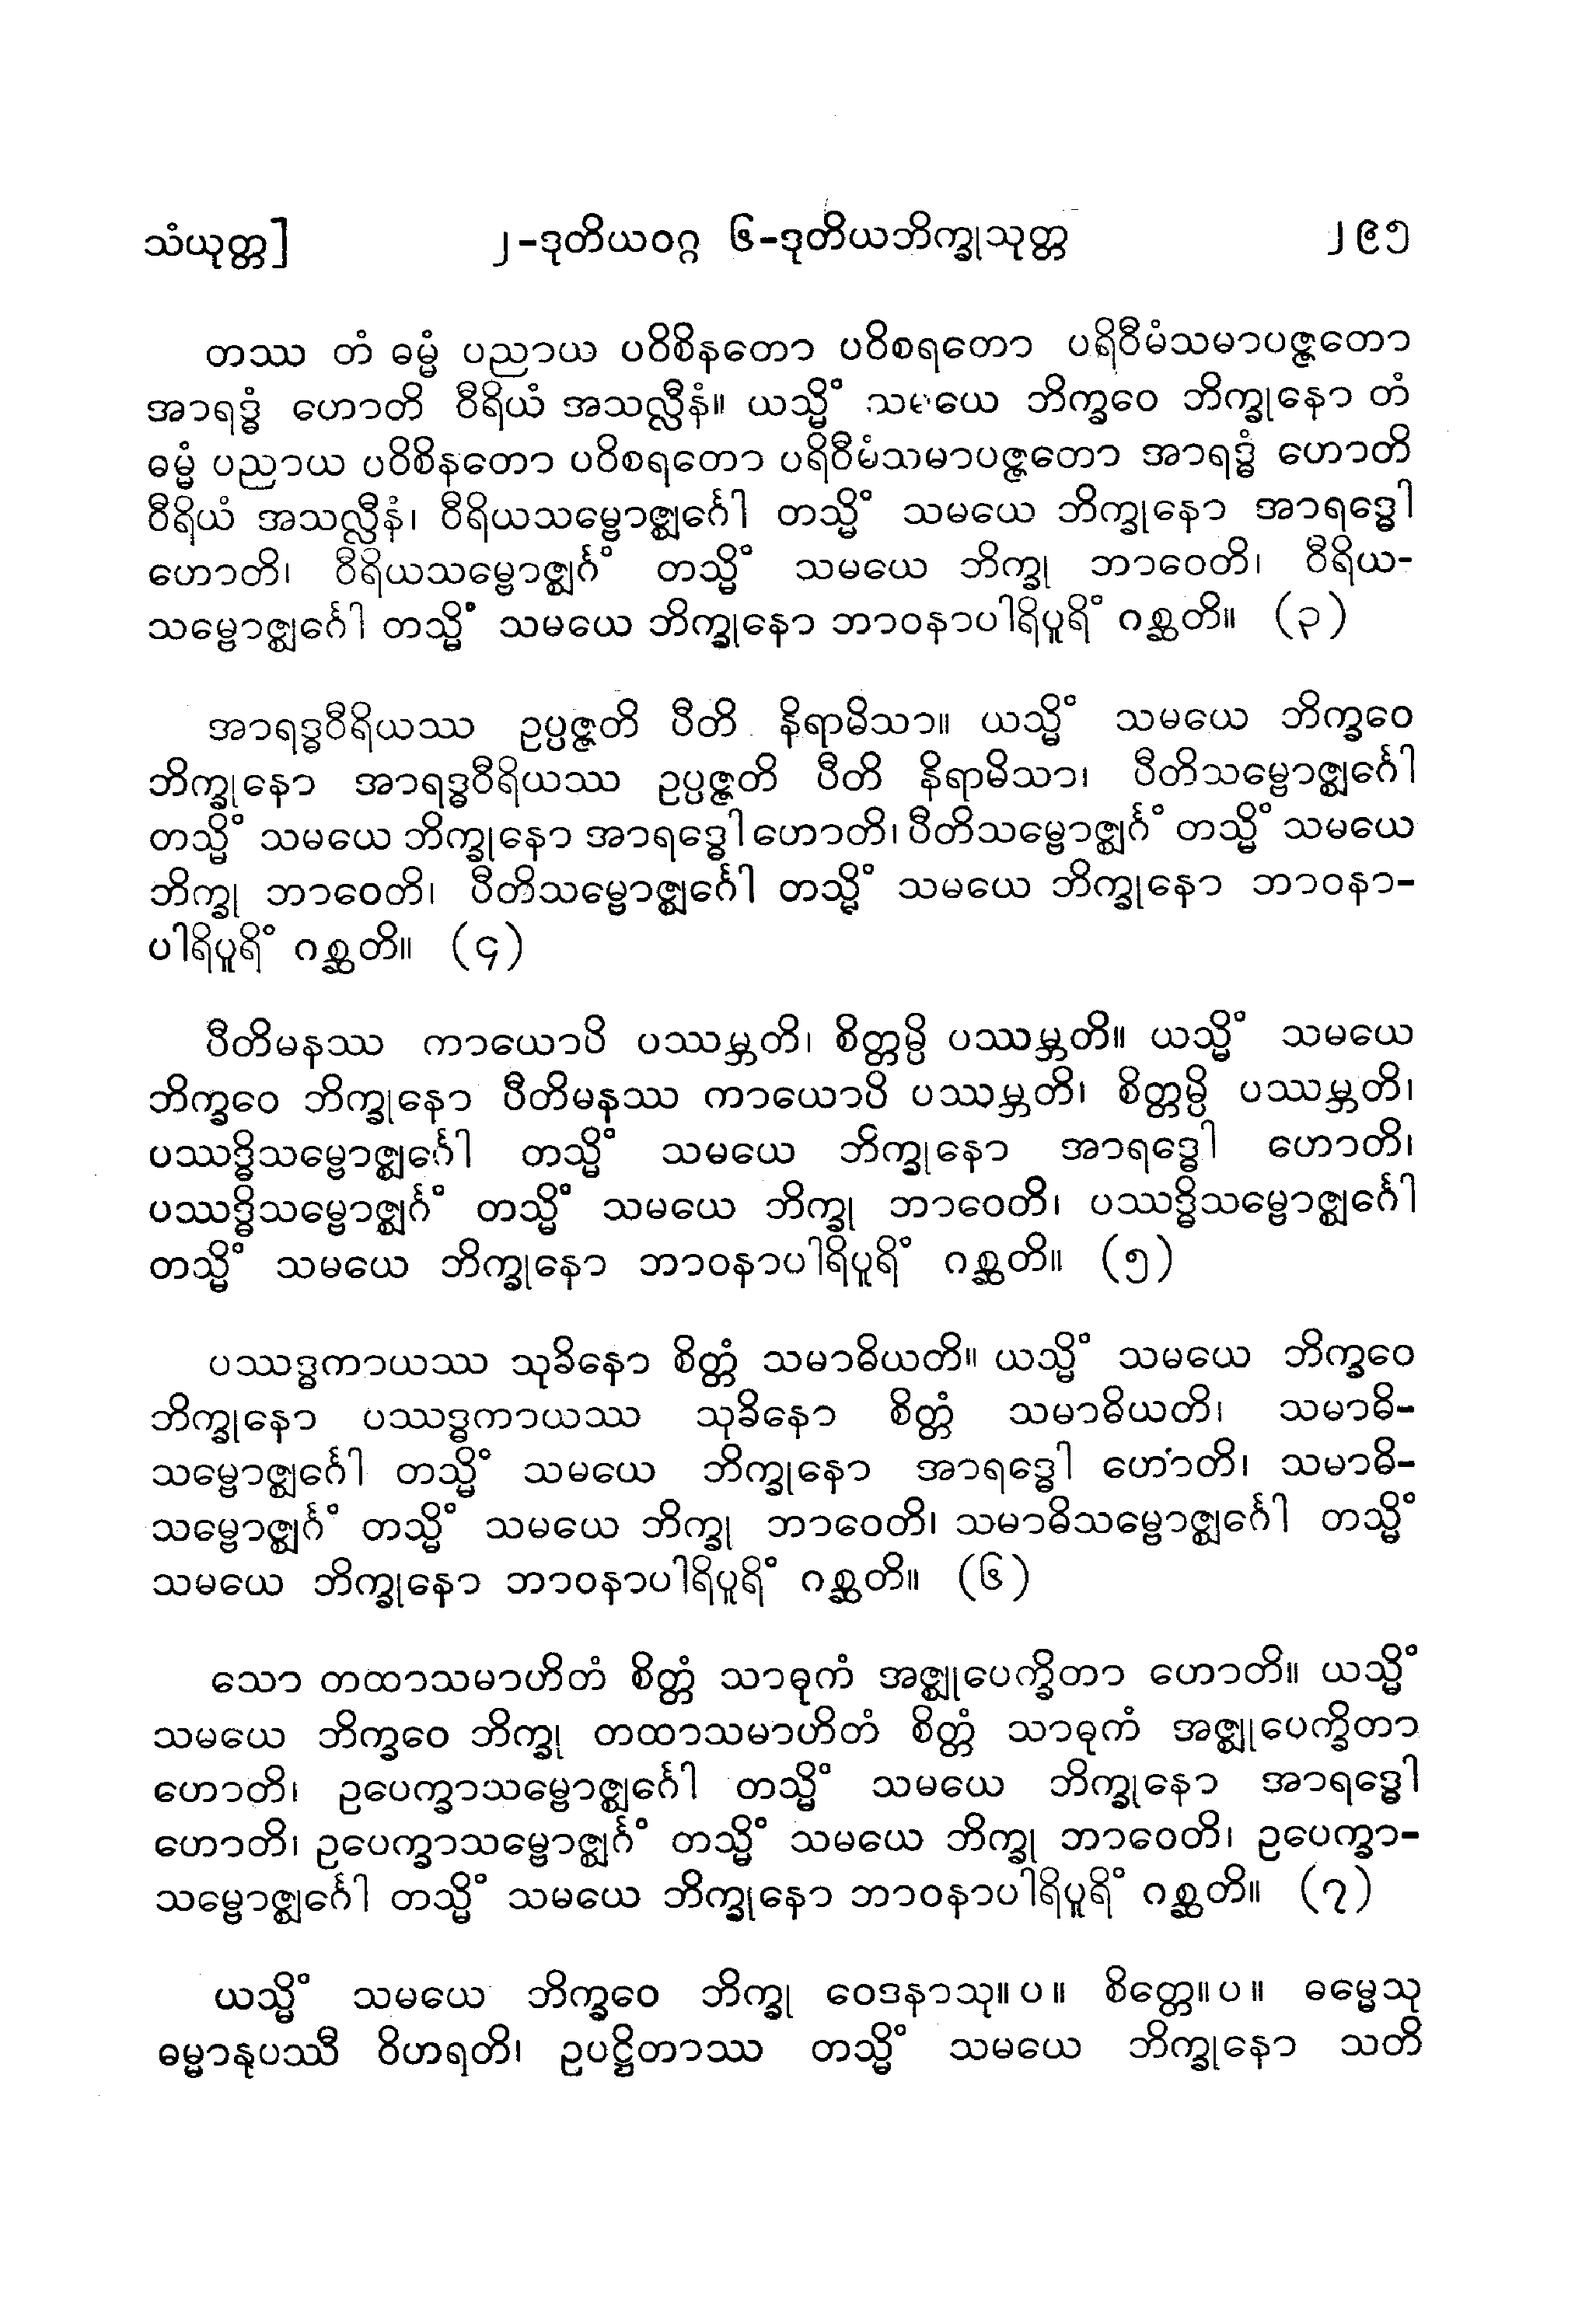 သံယုတ္တ] ၂-ဒုတိယဝဂ္ဂ ၆-ဒုတိယဘိက္ခုသုတ္တ ၂၉၅
တဿ တံ ဓမ္မံ ပညာယ ပဝိစိနတော ပဝိစရတော ပရိဝီမံသမာပဇ္ဇတော
အာရဒ္ဓံ ဟောတိ ဝီရိယံ အသလ္လီနံ။ ယသ္မိံ သမယေ ဘိက္ခဝေ ဘိက္ခုနော တံ
ဓမ္မံ ပညာယ ပဝိစိနတော ပဝိစရတော ပရိဝီမံသမာပဇ္ဇတော အာရဒ္ဓံ ဟောတိ
ဝီရိယံ အသလ္လီနံ၊ ဝီရိယသမ္ဗောဇ္ဈင်္ဂေါ တသ္မိံ သမယေ ဘိက္ခုနော အာရဒ္ဓေါ
ဟောတိ၊ ဝီရိယသမ္ဗောဇ္ဈင်္ဂံ တသ္မိံ သမယေ ဘိက္ခု ဘာဝေတိ၊ ဝီရိယ-
သမ္ဗောဇ္ဈင်္ဂေါ တသ္မိံ သမယေ ဘိက္ခုနော ဘာဝနာပါရိပူရိံ ဂစ္ဆတိ။ (၃)
အာရဒ္ဓဝီရိယဿ ဥပ္ပဇ္ဇတိ ပီတိ နိရာမိသာ။ ယသ္မိံ သမယေ ဘိက္ခဝေ
ဘိက္ခုနော အာရဒ္ဓဝီရိယဿ ဥပ္ပဇ္ဇတိ ပီတိ နိရာမိသာ၊ ပီတိသမ္ဗောဇ္ဈင်္ဂေါ
တသ္မိံ သမယေ ဘိက္ခုနော အာရဒ္ဓေါ ဟောတိ၊ ပီတိသမ္ဗောဇ္ဈင်္ဂံ တသ္မိံ သမယေ
ဘိက္ခု ဘာဝေတိ၊ ပီတိသမ္ဗောဇ္ဈင်္ဂေါ တသ္မိံ သမယေ ဘိက္ခုနော ဘာဝနာ-
ပါရိပူရိံ ဂစ္ဆတိ။ (၄)
ပီတိမနဿ ကာယောပိ ပဿမ္ဘတိ၊ စိတ္တမ္ပိ ပဿမ္ဘတိ။ ယသ္မိံ သမယေ
ဘိက္ခဝေ ဘိက္ခုနော ပီတိမနဿ ကာယောပိ ပဿမ္ဘတိ၊ စိတ္တမ္ပိ ပဿမ္ဘတိ၊
ပဿဒ္ဓိသမ္ဗောဇ္ဈင်္ဂေါ တသ္မိံ သမယေ ဘိက္ခုနော အာရဒ္ဓေါ ဟောတိ၊
ပဿဒ္ဓိသမ္ဗောဇ္ဈင်္ဂံ တသ္မိံ သမယေ ဘိက္ခု ဘာဝေတိ၊ ပဿဒ္ဓိသမ္ဗောဇ္ဈင်္ဂေါ
တသ္မိံ သမယေ ဘိက္ခုနော ဘာဝနာပါရိပူရိံ ဂစ္ဆတိ။ (၅)
ပဿဒ္ဓကာယဿ သုခိနော စိတ္တံ သမာဓိယတိ။ ယသ္မိံ သမယေ ဘိက္ခဝေ
ဘိက္ခုနော ပဿဒ္ဓကာယဿ သုခိနော စိတ္တံ သမာဓိယတိ၊ သမာဓိ-
သမ္ဗောဇ္ဈင်္ဂေါ တသ္မိံ သမယေ ဘိက္ခုနော အာရဒ္ဓေါ ဟောတိ၊ သမာဓိ-
သမ္ဗောဇ္ဈင်္ဂံ တသ္မိံ သမယေ ဘိက္ခု ဘာဝေတိ၊ သမာဓိသမ္ဗောဇ္ဈင်္ဂေါ တသ္မိံ
သမယေ ဘိက္ခုနော ဘာဝနာပါရိပူရိံ ဂစ္ဆတိ။ (၆)
သော တထာသမာဟိတံ စိတ္တံ သာဓုကံ အဇ္ဈုပေက္ခိတာ ဟောတိ။ ယသ္မိံ
သမယေ ဘိက္ခဝေ ဘိက္ခု တထာသမာဟိတံ စိတ္တံ သာဓုကံ အဇ္ဈုပေက္ခိတာ
ဟောတိ၊ ဥပေက္ခာသမ္ဗောဇ္ဈင်္ဂေါ တသ္မိံ သမယေ ဘိက္ခုနော အာရဒ္ဓေါ
ဟောတိ၊ ဥပေက္ခာသမ္ဗောဇ္ဈင်္ဂံ တသ္မိံ သမယေ ဘိက္ခု ဘာဝေတိ၊ ဥပေက္ခာ-
သမ္ဗောဇ္ဈင်္ဂေါ တသ္မိံ သမယေ ဘိက္ခုနော ဘာဝနာပါရိပူရိံ ဂစ္ဆတိ။ (၇)
ယသ္မိံ သမယေ ဘိက္ခဝေ ဘိက္ခု ဝေဒနာသု။ပ။ စိတ္တေ။ပ။ ဓမ္မေသု
ဓမ္မာနုပဿီ ဝိဟရတိ၊ ဥပဋ္ဌိတာဿ တသ္မိံ သမယေ ဘိက္ခုနော သတိ